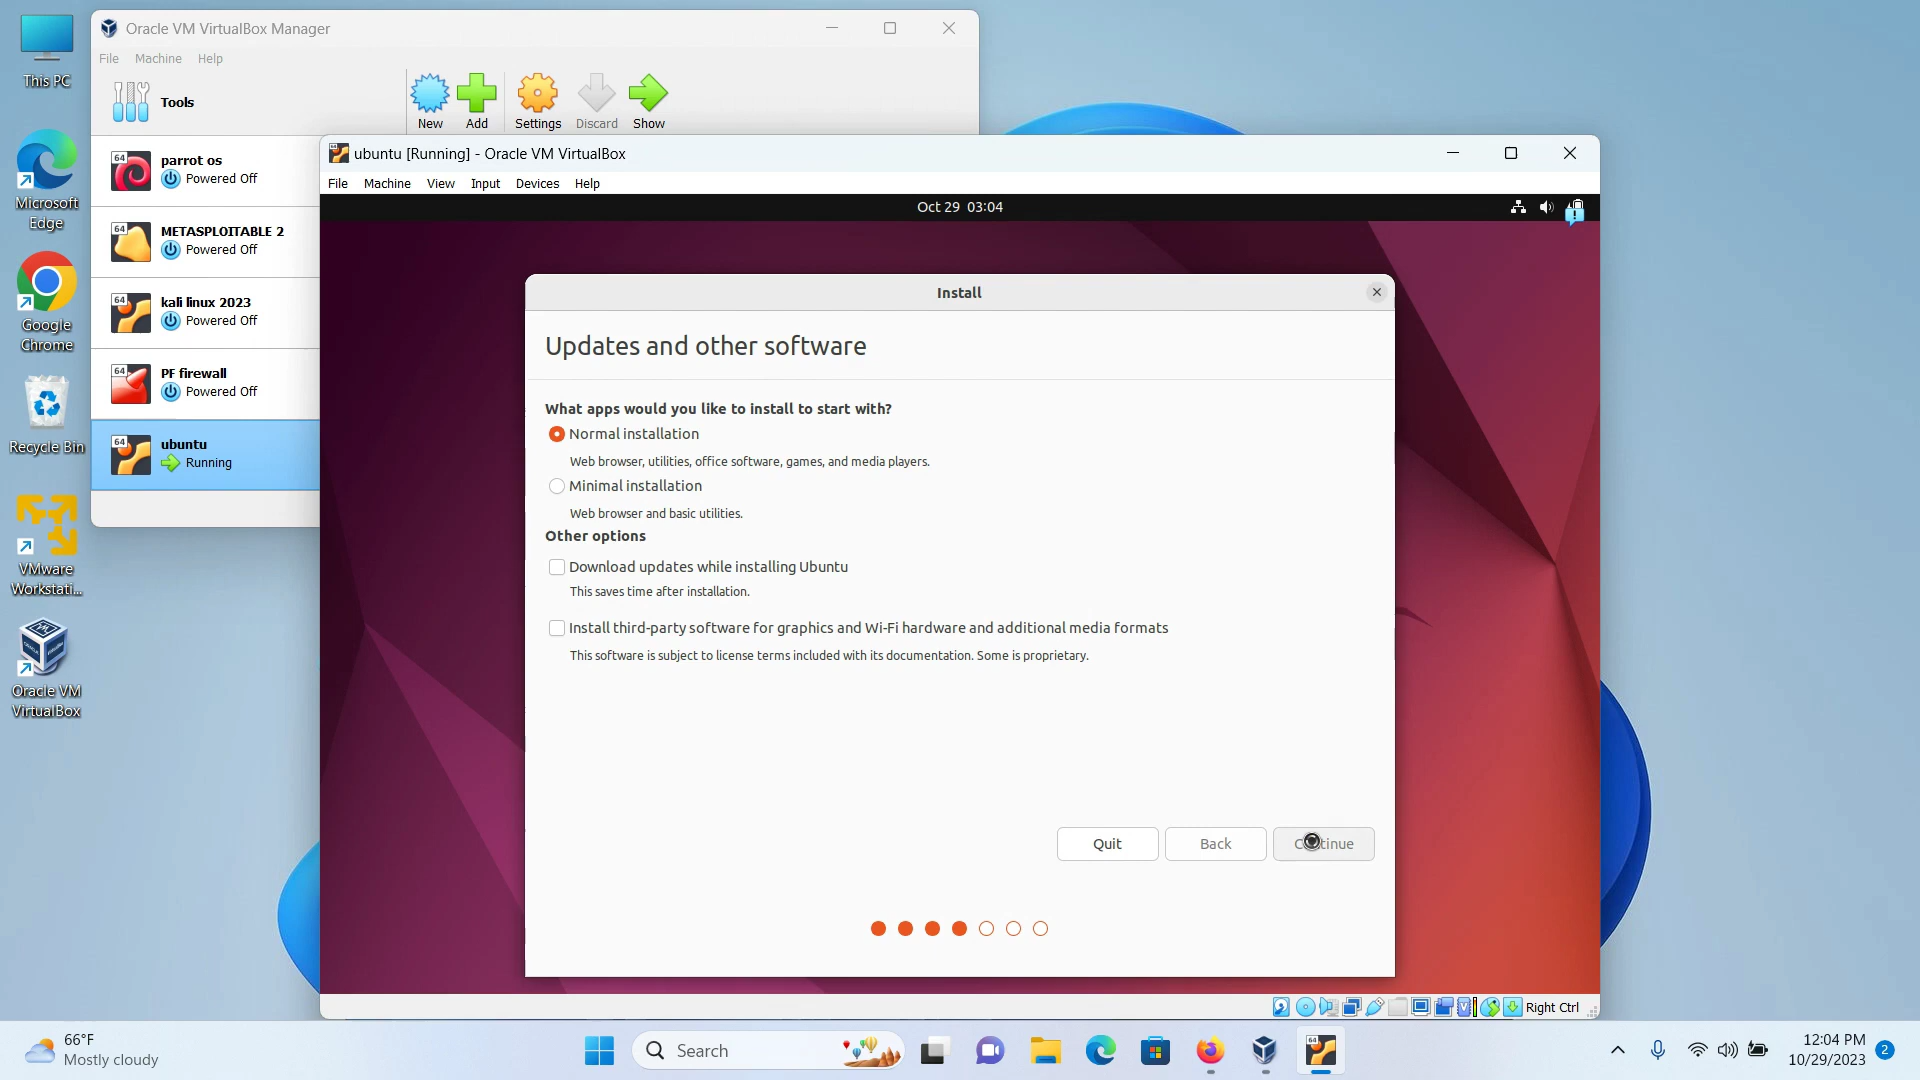 This PC
Microsoft
Edge
Google
Chrome
Recycle Bin
VMware
Workstati...
Oracle VM
VirtualBox
Oracle VM VirtualBox Manager
File Machine Help
Tools
New Add Settings Discard Show
64
parrot os
Powered Off
64
METASPLOITABLE 2
Powered Off
64
kali linux 2023
Powered Off
64
PF firewall
Powered Off
64
ubuntu
Running
ubuntu [Running] - Oracle VM VirtualBox
File Machine View Input Devices Help
Oct 29 03:04
Install
Updates and other software
What apps would you like to install to start with?
Normal installation
Web browser, utilities, office software, games, and media players.
Minimal installation
Web browser and basic utilities.
Other options
Download updates while installing Ubuntu
This saves time after installation.
Install third-party software for graphics and Wi-Fi hardware and additional media formats
This software is subject to license terms included with its documentation. Some is proprietary.
Quit Back Continue
Right Ctrl
66°F
Mostly cloudy
Search
12:04 PM
10/29/2023
2